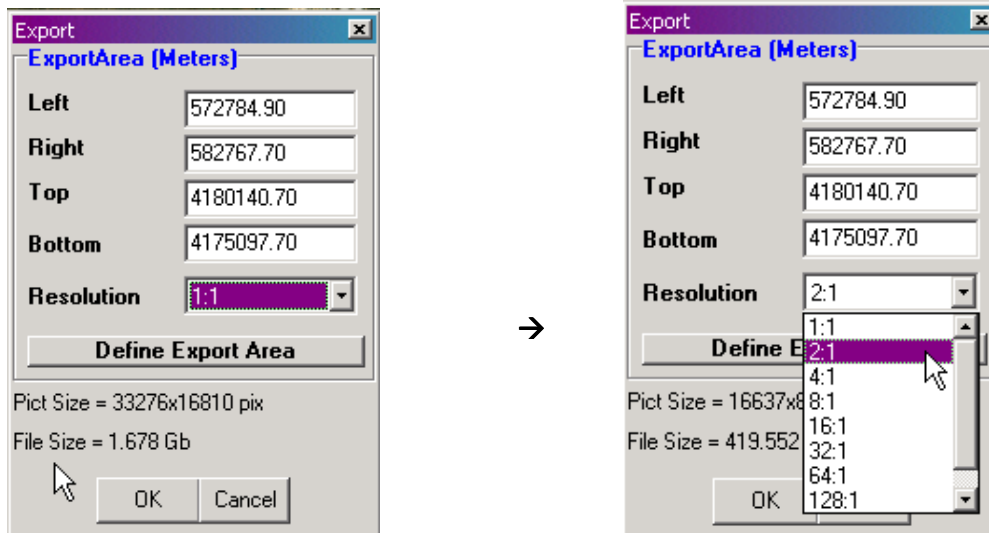 Export
ExportArea (Meters)
Left 572784.90
Right 582767.70
Top 4180140.70
Bottom 4175097.70
Resolution 1:1
Define Export Area
Pict Size = 33276x16810 pix
File Size = 1.678 Gb
OK Cancel
→
Export
ExportArea (Meters)
Left 572784.90
Right 582767.70
Top 4180140.70
Bottom 4175097.70
Resolution 2:1
1:1
Define E
2:1
4:1
Pict Size = 16637x8
8:1
16:1
File Size = 419.552
32:1
64:1
128:1
OK